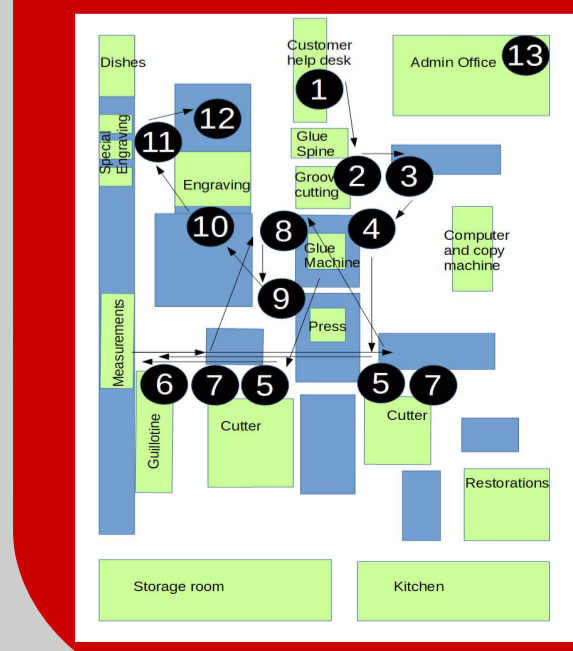 Dishes
Customer
help desk
Admin Office
13
1
12
11
Special
Engraving
Glue
Spine
Engraving
Groov
cutting
2
3
10
8
4
Glue
Machine
Computer
and copy
machine
9
Press
Measurements
6
7
5
5
7
Guillotine
Cutter
Cutter
Restorations
Storage room
Kitchen